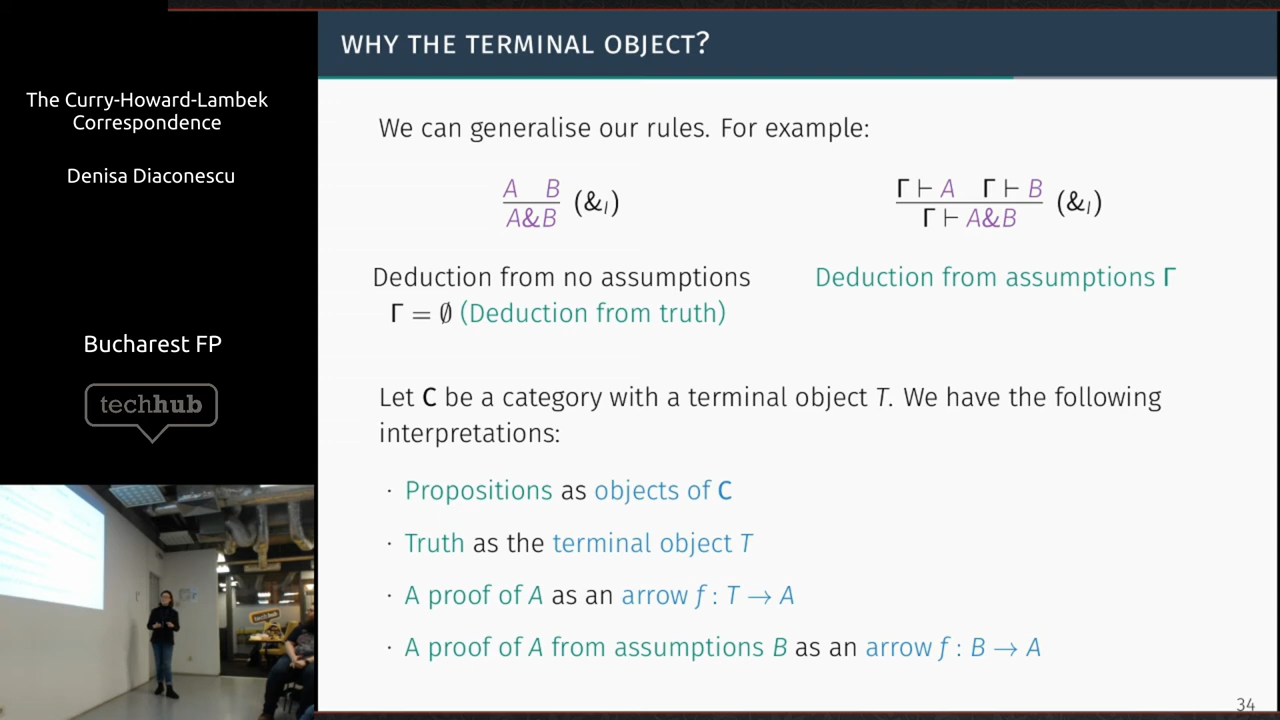 The Curry-Howard-Lambek
Correspondence
Denisa Diaconescu
Bucharest FP
techhub
WHY THE TERMINAL OBJECT?
We can generalise our rules. For example:
A B
A&B (&I)
Γ ⊢ A Γ ⊢ B
Γ ⊢ A&B (&I)
Deduction from no assumptions
Γ = ∅ (Deduction from truth)
Deduction from assumptions Γ
Let C be a category with a terminal object T. We have the following
interpretations:
· Propositions as objects of C
· Truth as the terminal object T
· A proof of A as an arrow f : T → A
· A proof of A from assumptions B as an arrow f : B → A
34
techhub